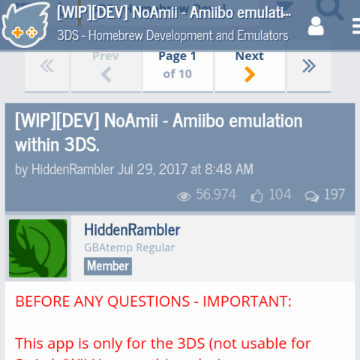 [WIP][DEV] NoAmii - Amiibo emulati...
3DS - Homebrew Development and Emulators
Prev
Page 1
of 10
Next
[WIP][DEV] NoAmii - Amiibo emulation
within 3DS.
by HiddenRambler Jul 29, 2017 at 8:48 AM
56,974 104 197
HiddenRambler
GBAtemp Regular
Member
BEFORE ANY QUESTIONS - IMPORTANT:
This app is only for the 3DS (not usable for